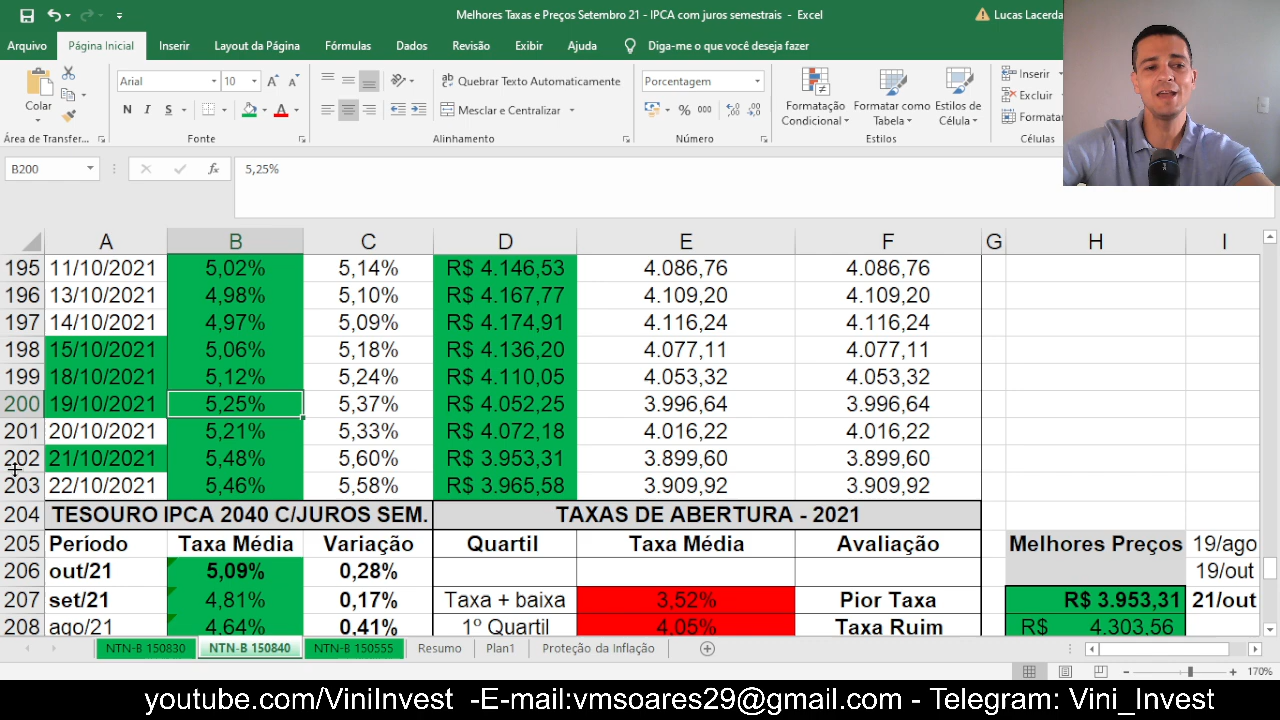 Melhores Taxas e Preços Setembro 21 - IPCA com juros semestrais - Excel
Lucas Lacerda
Arquivo Página Inicial Inserir Layout da Página Fórmulas Dados Revisão Exibir Ajuda Diga-me o que você deseja fazer
Colar
Área de Transfer...
Arial 10
N I S
Fonte
Quebrar Texto Automaticamente
Mesclar e Centralizar
Alinhamento
Porcentagem
% 000
Número
Formatação Condicional
Formatar como Tabela
Estilos de Célula
Estilos
Inserir
Excluir
Formatar
Células
B200 fx 5,25%
A B C D E F G H I
195 11/10/2021 5,02% 5,14% R$ 4.146,53 4.086,76 4.086,76
196 13/10/2021 4,98% 5,10% R$ 4.167,77 4.109,20 4.109,20
197 14/10/2021 4,97% 5,09% R$ 4.174,91 4.116,24 4.116,24
198 15/10/2021 5,06% 5,18% R$ 4.136,20 4.077,11 4.077,11
199 18/10/2021 5,12% 5,24% R$ 4.110,05 4.053,32 4.053,32
200 19/10/2021 5,25% 5,37% R$ 4.052,25 3.996,64 3.996,64
201 20/10/2021 5,21% 5,33% R$ 4.072,18 4.016,22 4.016,22
202 21/10/2021 5,48% 5,60% R$ 3.953,31 3.899,60 3.899,60
203 22/10/2021 5,46% 5,58% R$ 3.965,58 3.909,92 3.909,92
204 TESOURO IPCA 2040 C/JUROS SEM. TAXAS DE ABERTURA - 2021
205 Período Taxa Média Variação Quartil Taxa Média Avaliação Melhores Preços 19/ago
206 out/21 5,09% 0,28% 19/out
207 set/21 4,81% 0,17% Taxa + baixa 3,52% Pior Taxa R$ 3.953,31 21/out
208 ago/21 4,64% 0,41% 1º Quartil 4,05% Taxa Ruim R$ 4.303,56
NTN-B 150830 NTN-B 150840 NTN-B 150555 Resumo Plan1 Proteção da Inflação
170%
youtube.com/ViniInvest -E-mail:vmsoares29@gmail.com - Telegram: Vini_Invest